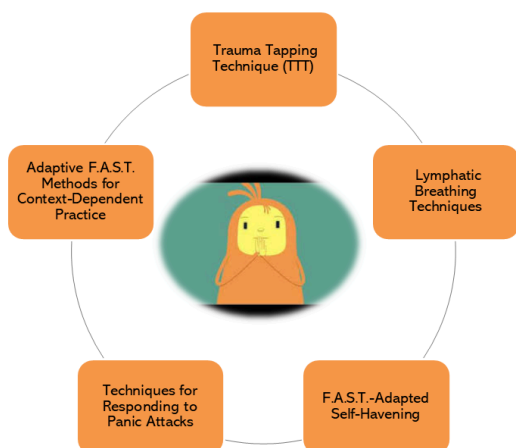 Trauma Tapping
Technique (TTT)
Lymphatic
Breathing
Techniques
F.A.S.T.-Adapted
Self-Havening
Techniques for
Responding to
Panic Attacks
Adaptive F.A.S.T.
Methods for
Context-Dependent
Practice